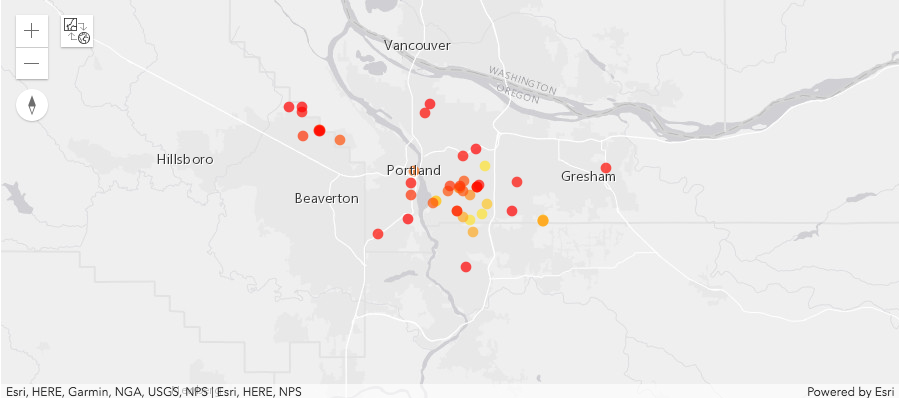 Vancouver
WASHINGTON
OREGON
Hillsboro
Portland
Gresham
Beaverton
Esri, HERE, Garmin, NGA, USGS, NPS | Esri, HERE, NPS
Powered by Esri